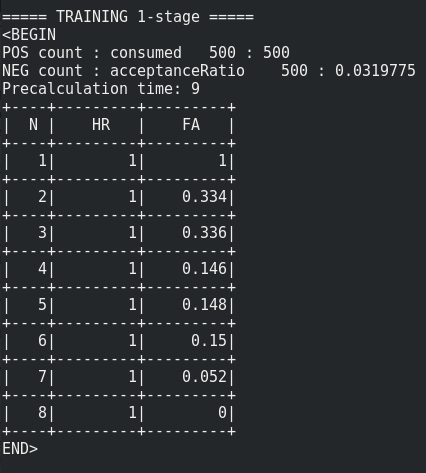 ===== TRAINING 1-stage =====
<BEGIN
POS count : consumed   500 : 500
NEG count : acceptanceRatio    500 : 0.0319775
Precalculation time: 9
+----+---------+---------+
|  N |    HR   |    FA   |
+----+---------+---------+
|   1|        1|        1|
+----+---------+---------+
|   2|        1|    0.334|
+----+---------+---------+
|   3|        1|    0.336|
+----+---------+---------+
|   4|        1|    0.146|
+----+---------+---------+
|   5|        1|    0.148|
+----+---------+---------+
|   6|        1|     0.15|
+----+---------+---------+
|   7|        1|    0.052|
+----+---------+---------+
|   8|        1|        0|
+----+---------+---------+
END>